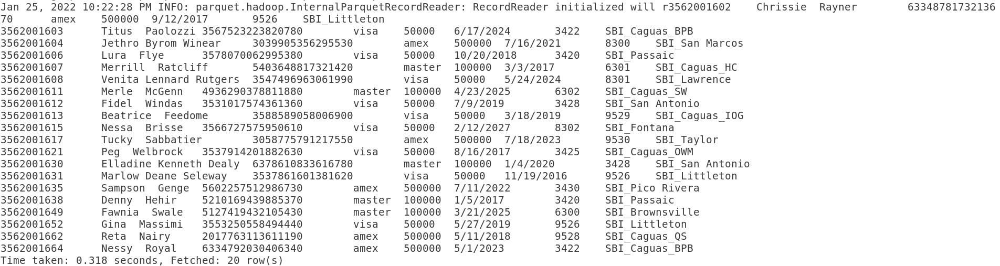 Jan 25, 2022 10:22:28 PM INFO: parquet.hadoop.InternalParquetRecordReader: RecordReader initialized will r3562001602	Chrissie  Rayner	63348781732136
70	amex	500000	9/12/2017	9526	SBI_Littleton
3562001603	Titus  Paolozzi	3567523223820780	visa	50000	6/17/2024	3422	SBI_Caguas_BPB
3562001604	Jethro Byrom Winear	3039905356295530	amex	500000	7/16/2021	8300	SBI_San Marcos
3562001606	Lura  Flye	3578070062995380	visa	50000	10/20/2018	3420	SBI_Passaic
3562001607	Merrill  Ratcliff	5403648817321420	master	100000	3/3/2017	6301	SBI_Caguas_HC
3562001608	Venita Lennard Rutgers	3547496963061990	visa	50000	5/24/2024	8301	SBI_Lawrence
3562001611	Merle  McGenn	4936290378811880	master	100000	4/23/2025	6302	SBI_Caguas_SW
3562001612	Fidel  Windas	3531017574361360	visa	50000	7/9/2019	3428	SBI_San Antonio
3562001613	Beatrice  Feedome	3588589058006900	visa	50000	3/18/2019	9529	SBI_Caguas_IOG
3562001615	Nessa  Brisse	3566727575950610	visa	50000	2/12/2027	8302	SBI_Fontana
3562001617	Tucky  Sabbatier	3058775791217550	amex	500000	7/18/2023	9530	SBI_Taylor
3562001621	Peg  Welbrock	3537914201882630	visa	50000	8/16/2017	3425	SBI_Caguas_OWM
3562001630	Elladine Kenneth Dealy	6378610833616780	master	100000	1/4/2020	3428	SBI_San Antonio
3562001631	Marlow Deane Seleway	3537861601381620	visa	50000	11/19/2016	9526	SBI_Littleton
3562001635	Sampson  Genge	5602257512986730	amex	500000	7/11/2022	3430	SBI_Pico Rivera
3562001638	Denny  Hehir	5210169439885370	master	100000	1/5/2017	3420	SBI_Passaic
3562001649	Fawnia  Swale	5127419432105430	master	100000	3/21/2025	6300	SBI_Brownsville
3562001652	Gina  Massimi	3553250558494440	visa	50000	5/27/2019	9526	SBI_Littleton
3562001662	Reta  Nairy	2017763113611190	amex	500000	5/11/2018	9528	SBI_Caguas_QS
3562001664	Nessy  Royal	6334792030406340	amex	500000	5/1/2023	3422	SBI_Caguas_BPB
Time taken: 0.318 seconds, Fetched: 20 row(s)